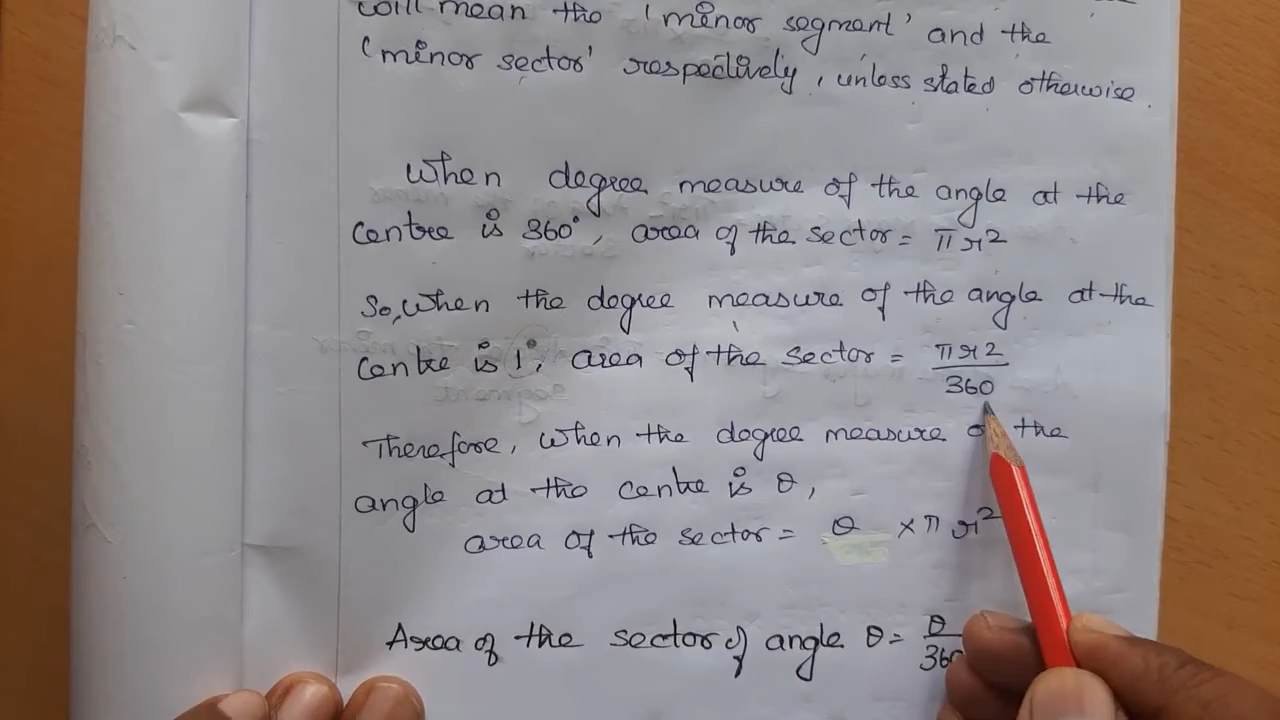 will mean the 'minor segment' and the
'minor sector' respectively, unless stated otherwise.
When degree measure of the angle at the
centre is 360°, area of the sector = πr²
So, when the degree measure of the angle at the
centre is 1°, area of the sector = πr2/360
Therefore, when the degree measure of the
angle at the centre is θ,
area of the sector = θ × πr²
Area of the sector of angle θ = θ/360